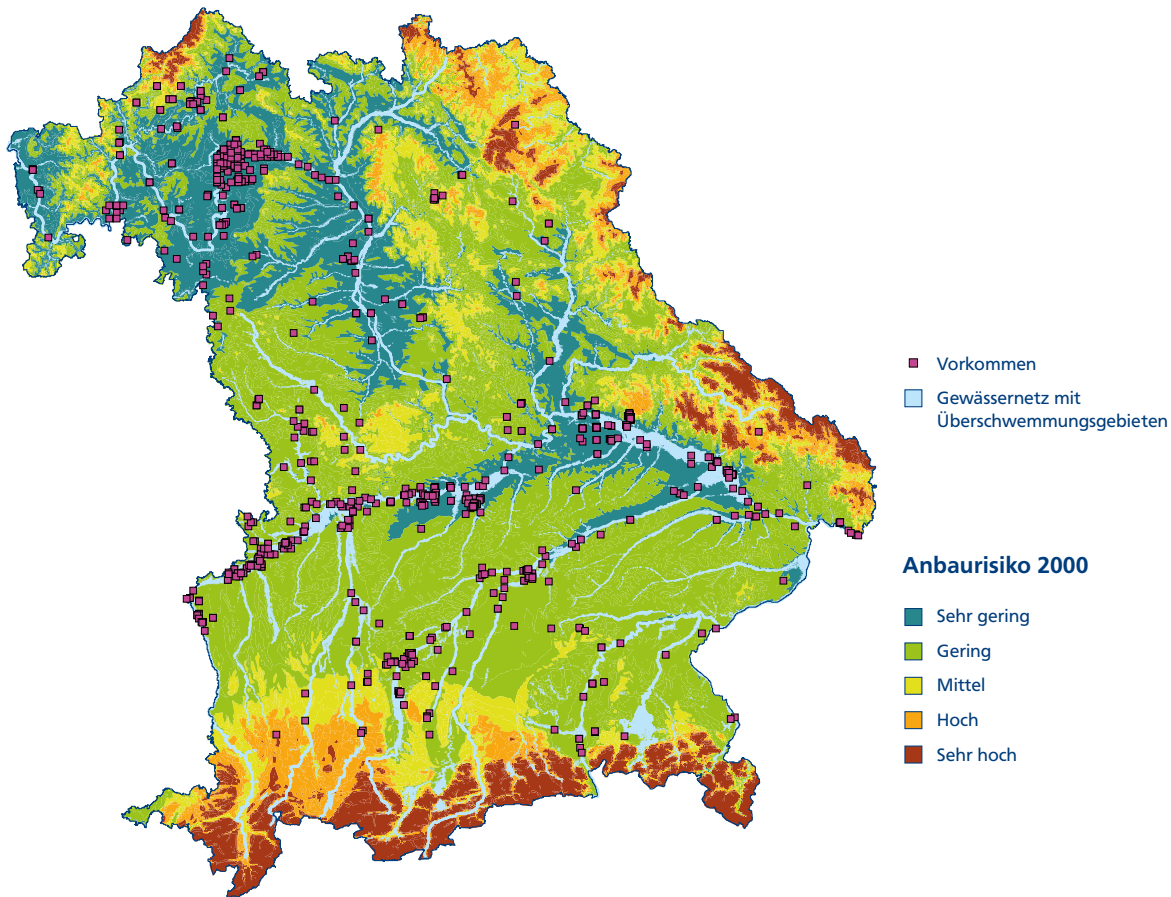 Vorkommen
Gewässernetz mit
Überschwemmungsgebieten
Anbaurisiko 2000
Sehr gering
Gering
Mittel
Hoch
Sehr hoch